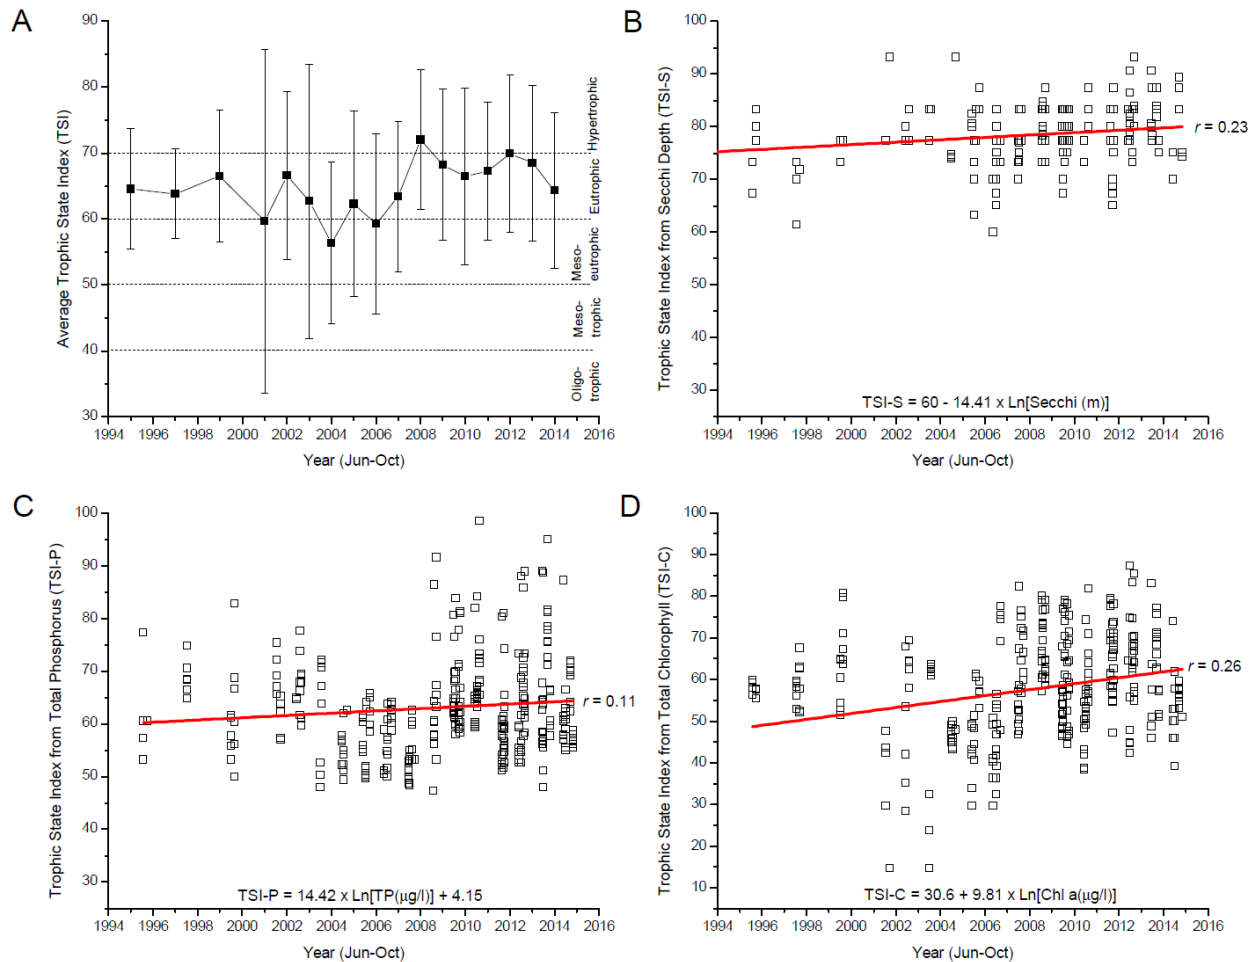 A
Average Trophic State Index (TSI)
90
80
70
60
50
40
30
Hypertrophic
Eutrophic
Meso-
eutrophic
Meso-
trophic
Oligo-
trophic
1994 1996 1998 2000 2002 2004 2006 2008 2010 2012 2014 2016
Year (Jun-Oct)
B
Trophic State Index from Secchi Depth (TSI-S)
100
90
80
70
60
50
40
30
r = 0.23
TSI-S = 60 - 14.41 x Ln[Secchi (m)]
1994 1996 1998 2000 2002 2004 2006 2008 2010 2012 2014 2016
Year (Jun-Oct)
C
Trophic State Index from Total Phosphorus (TSI-P)
100
90
80
70
60
50
40
30
r = 0.11
TSI-P = 14.42 x Ln[TP(μg/l)] + 4.15
1994 1996 1998 2000 2002 2004 2006 2008 2010 2012 2014 2016
Year (Jun-Oct)
D
Trophic State Index from Total Chlorophyll (TSI-C)
100
90
80
70
60
50
40
30
20
10
r = 0.26
TSI-C = 30.6 + 9.81 x Ln[Chl a(μg/l)]
1994 1996 1998 2000 2002 2004 2006 2008 2010 2012 2014 2016
Year (Jun-Oct)